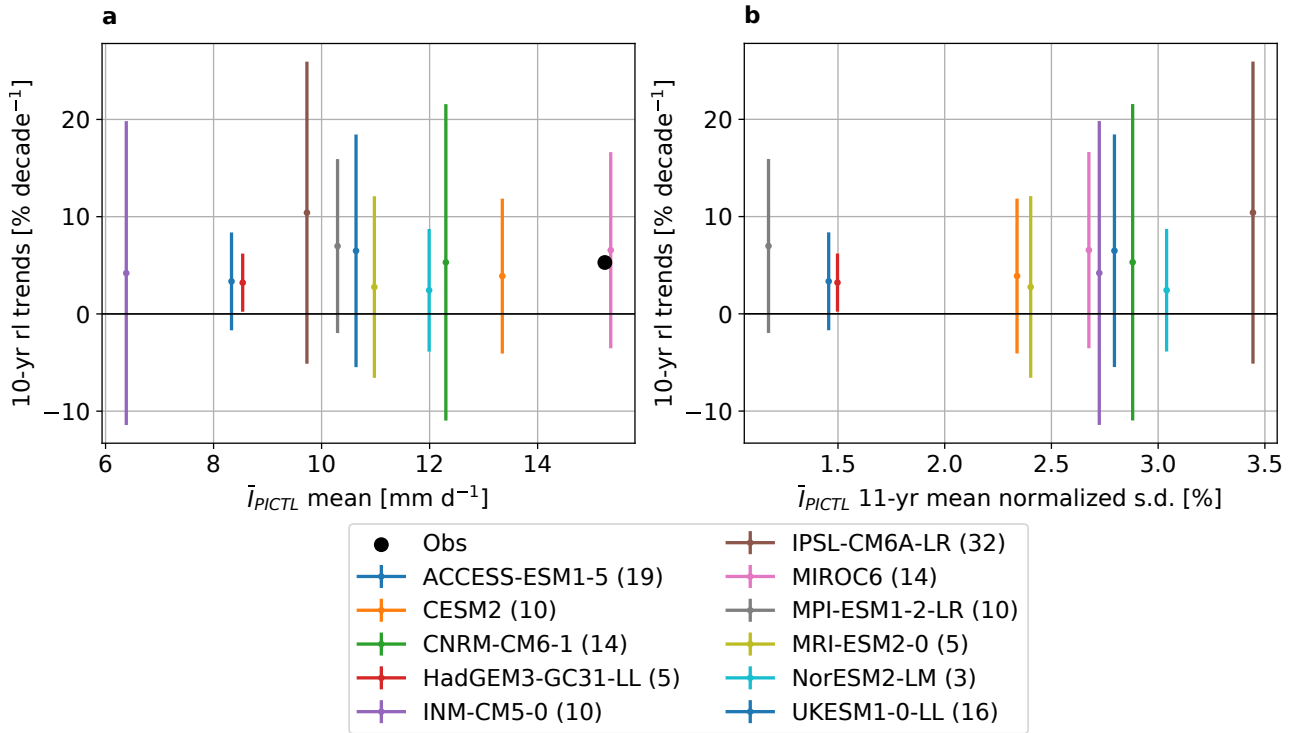 a
b
10-yr rl trends [% decade⁻¹]
20
10
0
−10
6
8
10
12
14
Ī_PICTL mean [mm d⁻¹]
10-yr rl trends [% decade⁻¹]
20
10
0
−10
1.5
2.0
2.5
3.0
3.5
Ī_PICTL 11-yr mean normalized s.d. [%]
Obs
ACCESS-ESM1-5 (19)
CESM2 (10)
CNRM-CM6-1 (14)
HadGEM3-GC31-LL (5)
INM-CM5-0 (10)
IPSL-CM6A-LR (32)
MIROC6 (14)
MPI-ESM1-2-LR (10)
MRI-ESM2-0 (5)
NorESM2-LM (3)
UKESM1-0-LL (16)